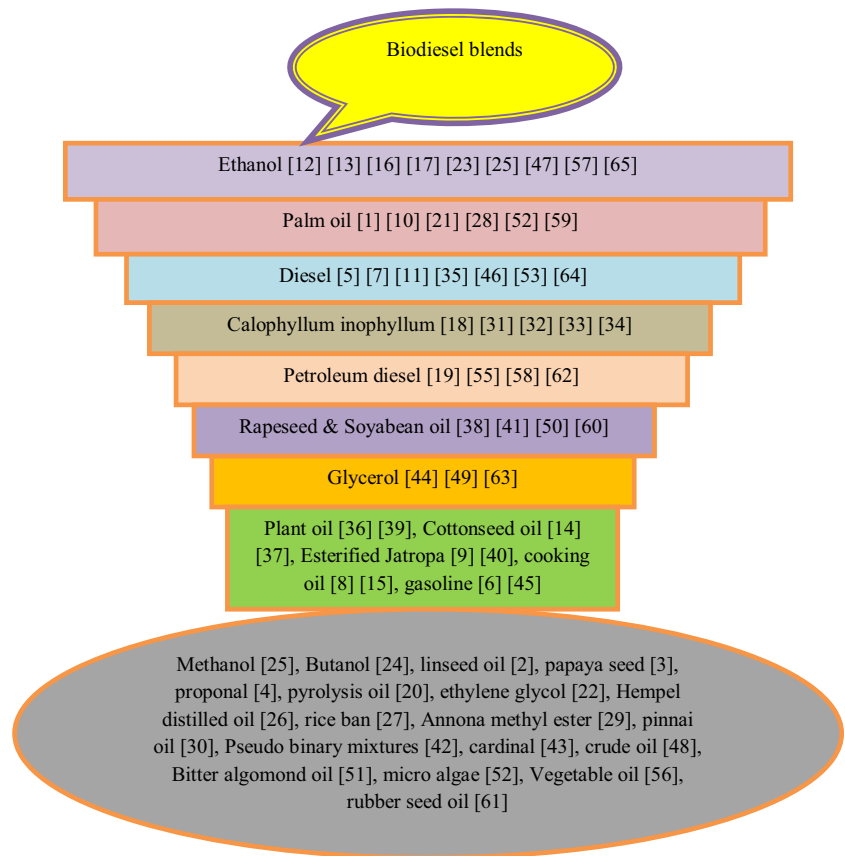 Biodiesel blends
Ethanol [12] [13] [16] [17] [23] [25] [47] [57] [65]
Palm oil [1] [10] [21] [28] [52] [59]
Diesel [5] [7] [11] [35] [46] [53] [64]
Calophyllum inophyllum [18] [31] [32] [33] [34]
Petroleum diesel [19] [55] [58] [62]
Rapeseed & Soyabean oil [38] [41] [50] [60]
Glycerol [44] [49] [63]
Plant oil [36] [39], Cottonseed oil [14]
[37], Esterified Jatropa [9] [40], cooking
oil [8] [15], gasoline [6] [45]
Methanol [25], Butanol [24], linseed oil [2], papaya seed [3],
proponal [4], pyrolysis oil [20], ethylene glycol [22], Hempel
distilled oil [26], rice ban [27], Annona methyl ester [29], pinnai
oil [30], Pseudo binary mixtures [42], cardinal [43], crude oil [48],
Bitter algomond oil [51], micro algae [52], Vegetable oil [56],
rubber seed oil [61]